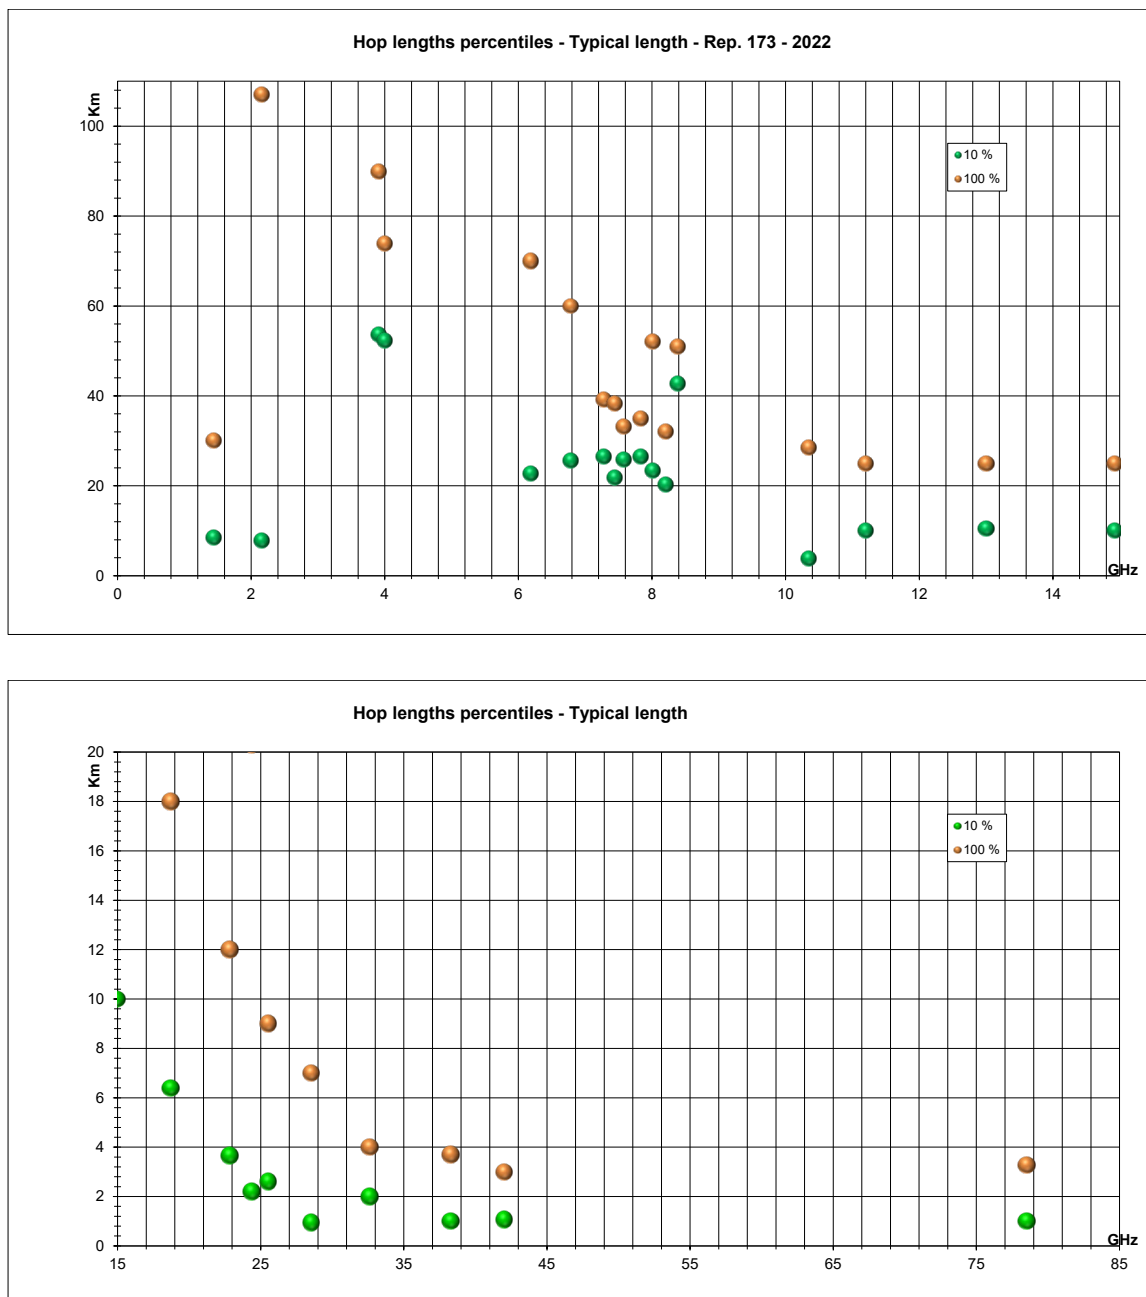 Hop lengths percentiles - Typical length - Rep. 173 - 2022
Km
100
80
60
40
20
0
10 %
100 %
0 2 4 6 8 10 12 14
GHz
Hop lengths percentiles - Typical length
Km
20
18
16
14
12
10
8
6
4
2
0
10 %
100 %
15 25 35 45 55 65 75 85
GHz